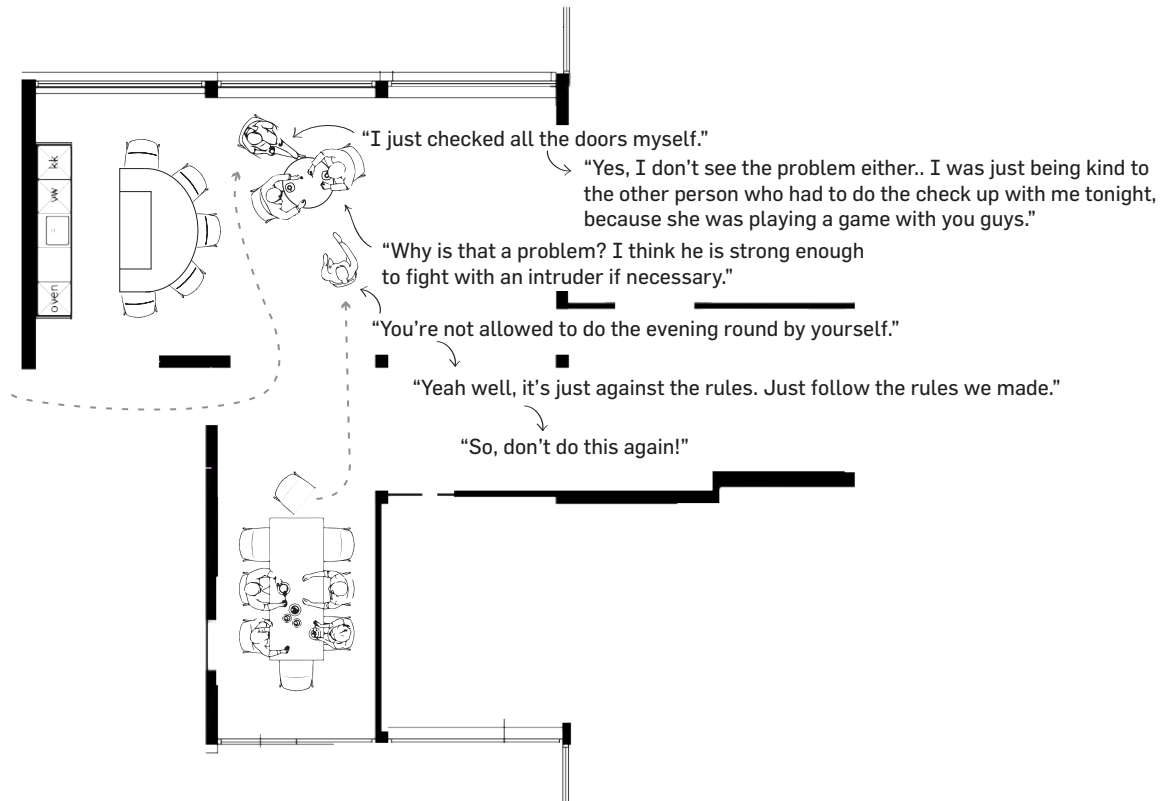 “I just checked all the doors myself.”
“Yes, I don’t see the problem either.. I was just being kind to
the other person who had to do the check up with me tonight,
because she was playing a game with you guys.”
“Why is that a problem? I think he is strong enough
to fight with an intruder if necessary.”
“You’re not allowed to do the evening round by yourself.”
“Yeah well, it’s just against the rules. Just follow the rules we made.”
“So, don’t do this again!”
kk
vw
oven